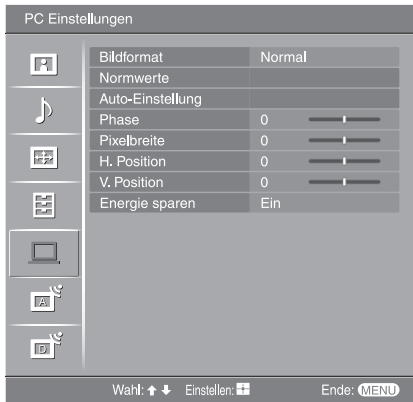 PC Einstellungen
Bildformat Normal
Normwerte
Auto-Einstellung
Phase 0
Pixelbreite 0
H. Position 0
V. Position 0
Energie sparen Ein
A
D
Wahl: Einstellen: Ende: MENU